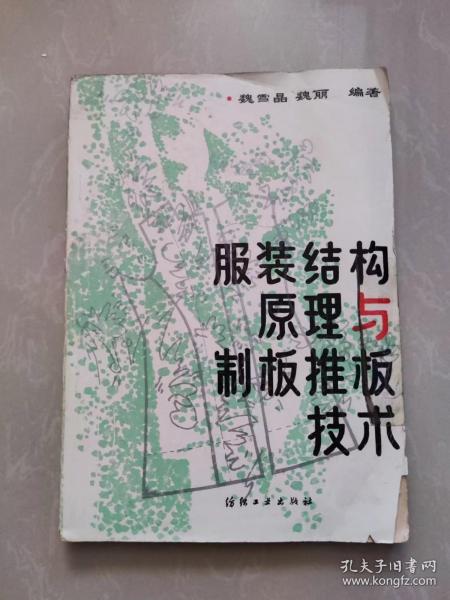 •魏雪晶 魏丽 编著
服装结构
原理与
制板推板
技术
纺织工业出版社
孔夫子旧书网
www.kongfz.com